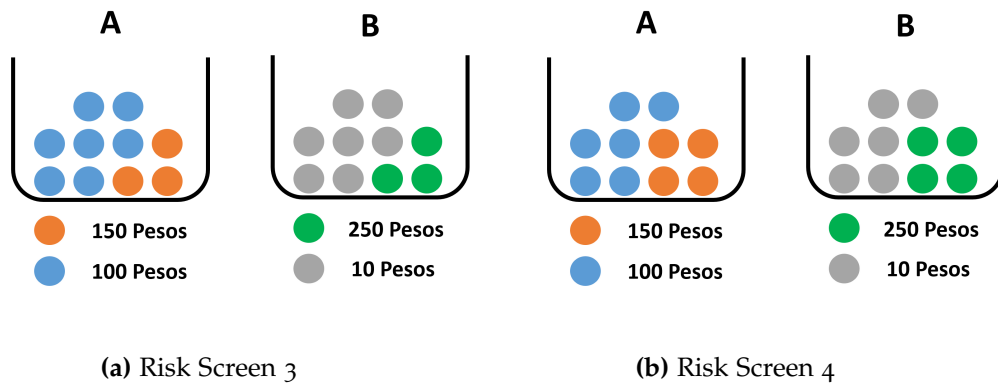 A
B
150 Pesos
100 Pesos
250 Pesos
10 Pesos
(a) Risk Screen 3
A
B
150 Pesos
100 Pesos
250 Pesos
10 Pesos
(b) Risk Screen 4